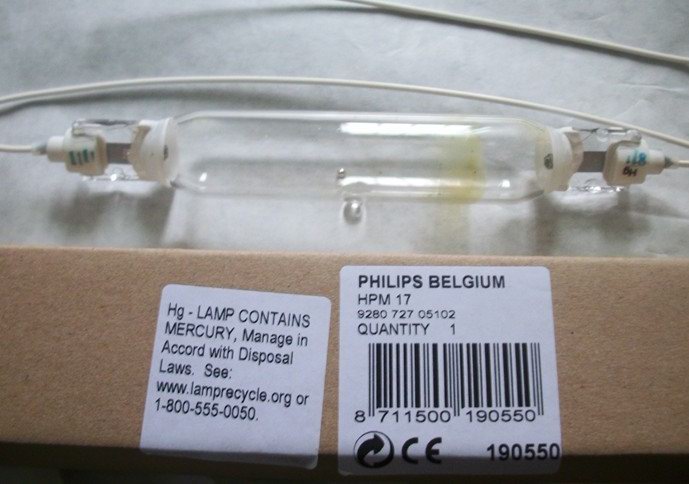 Hg - LAMP CONTAINS
MERCURY, Manage in
Accord with Disposal
Laws. See:
www.lamprecycle.org or
1-800-555-0050.
PHILIPS BELGIUM
HPM 17
9280 727 05102
QUANTITY 1
8 711500 190550
CE 190550